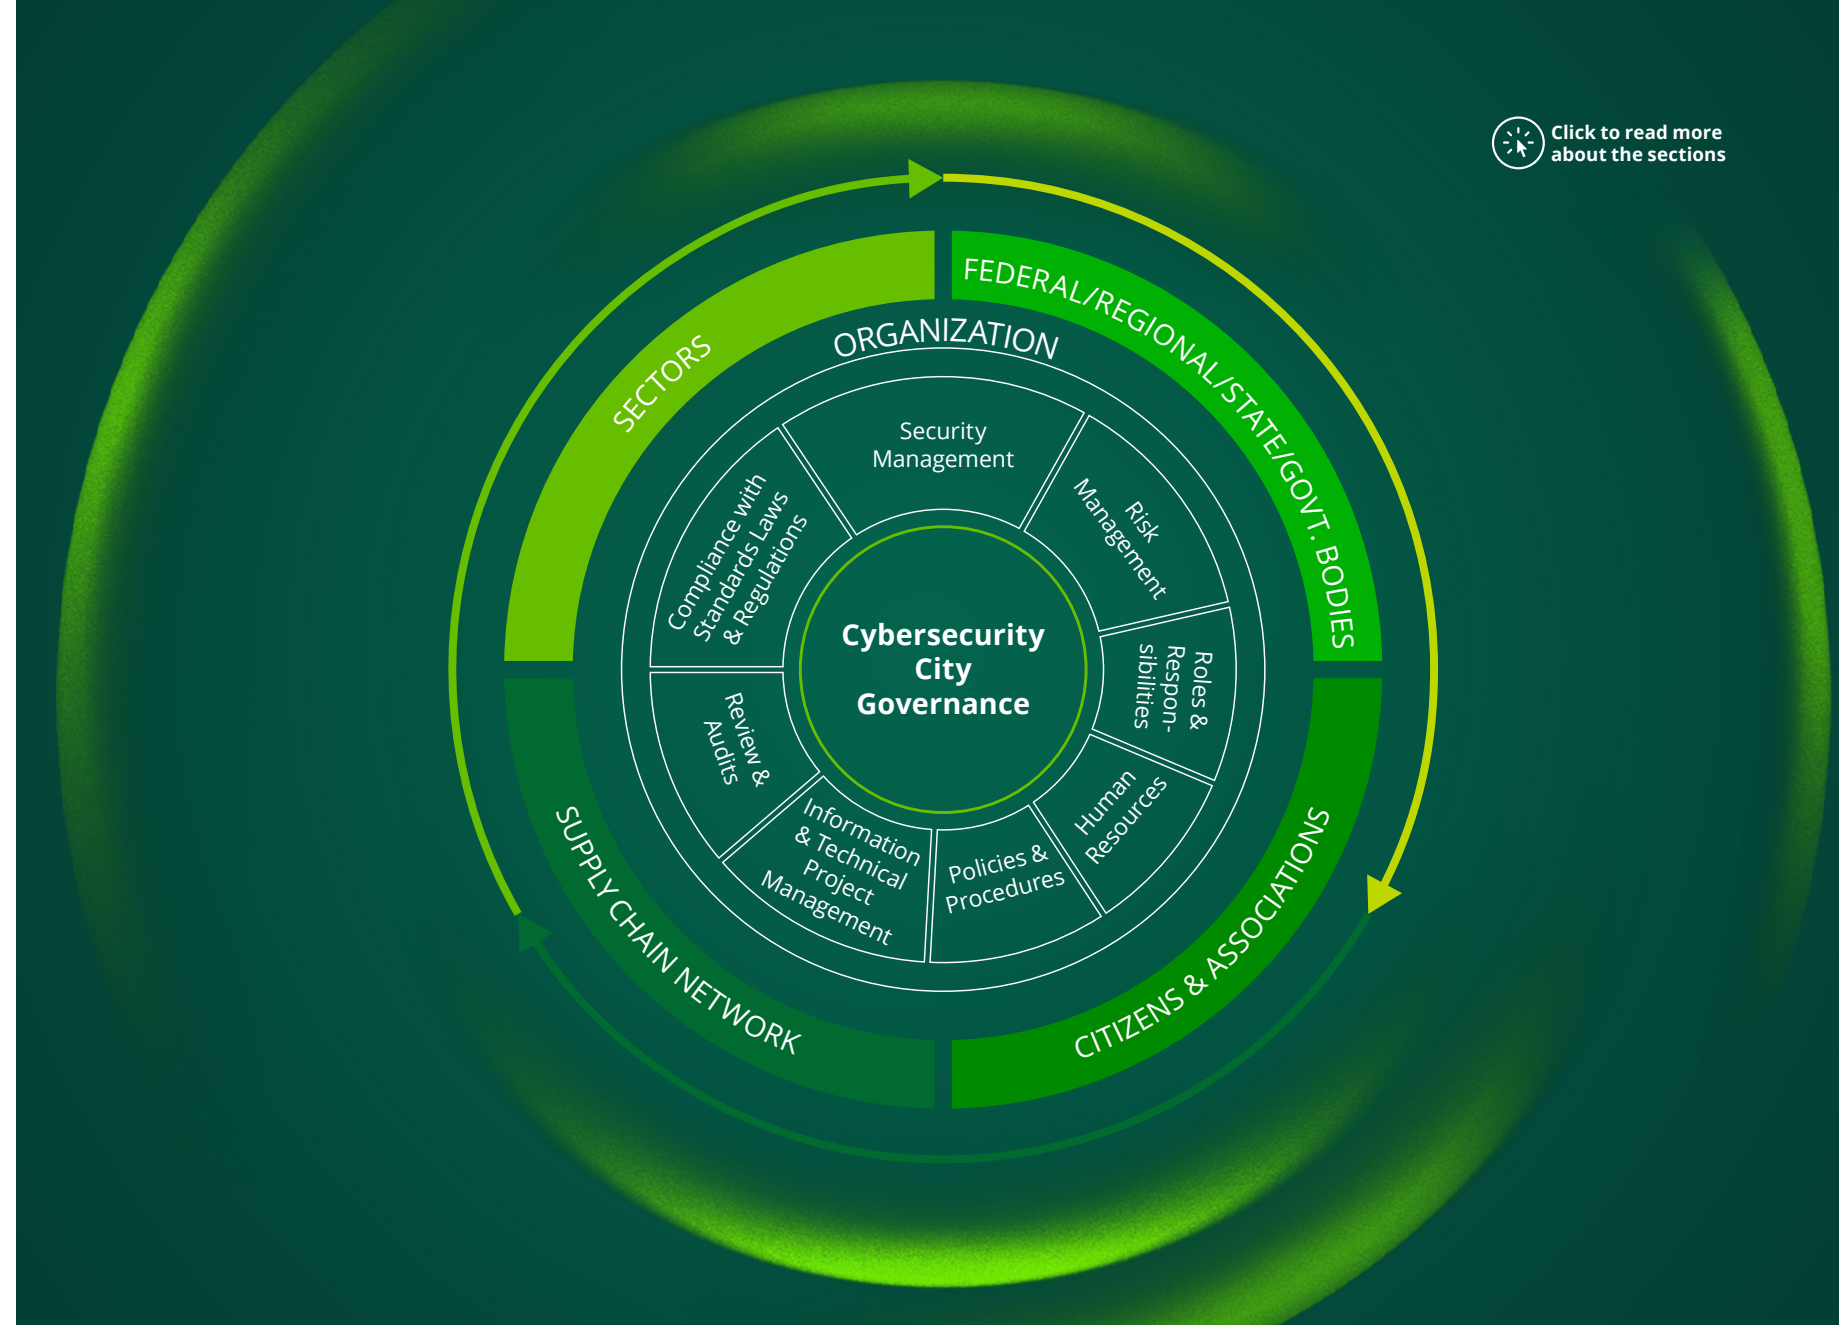 Click to read more
about the sections
SECTORS
FEDERAL/REGIONAL/STATE/GOVT. BODIES
ORGANIZATION
Security
Management
Risk
Management
Roles &
Respon-
sibilities
Human
Resources
Policies &
Procedures
Information
& Technical
Project
Management
Review &
Audits
Compliance with
Standards Laws
& Regulations
Cybersecurity
City
Governance
SUPPLY CHAIN NETWORK
CITIZENS & ASSOCIATIONS